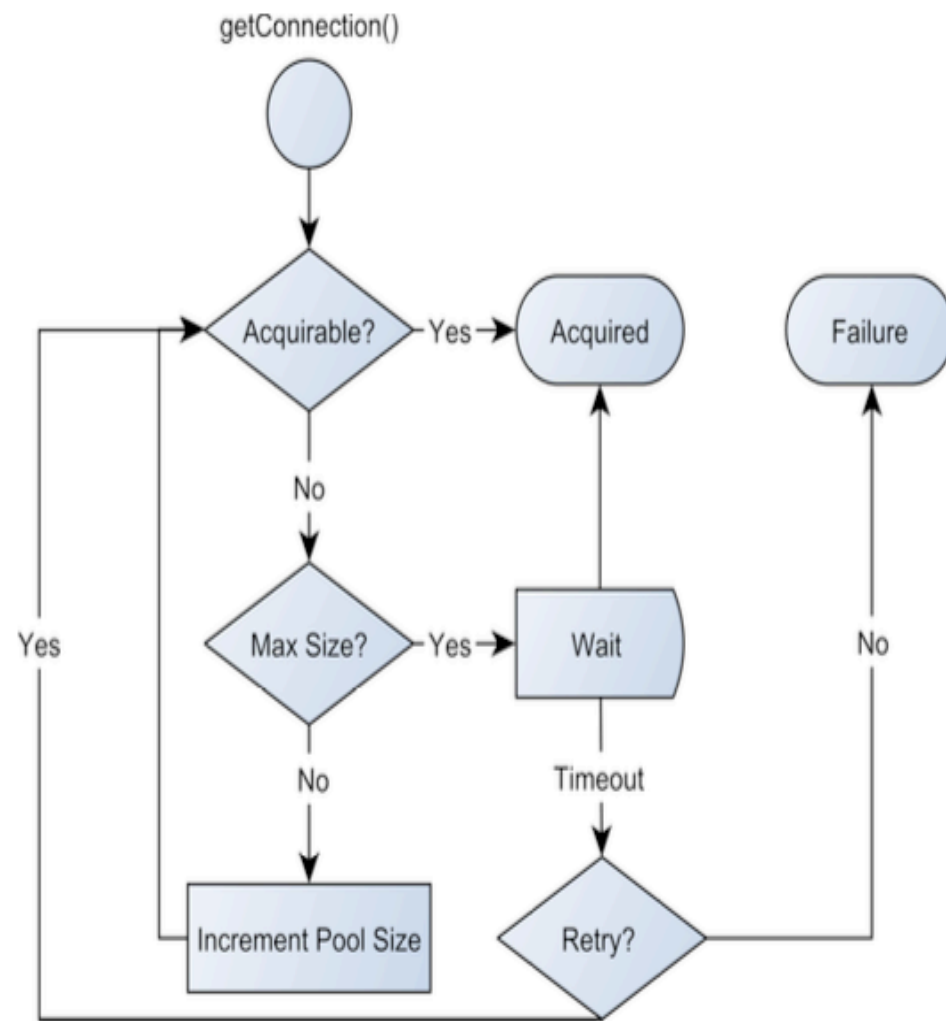 getConnection()
Acquirable?
Yes
Acquired
Failure
No
Max Size?
Yes
Wait
Yes
No
No
Timeout
Increment Pool Size
Retry?